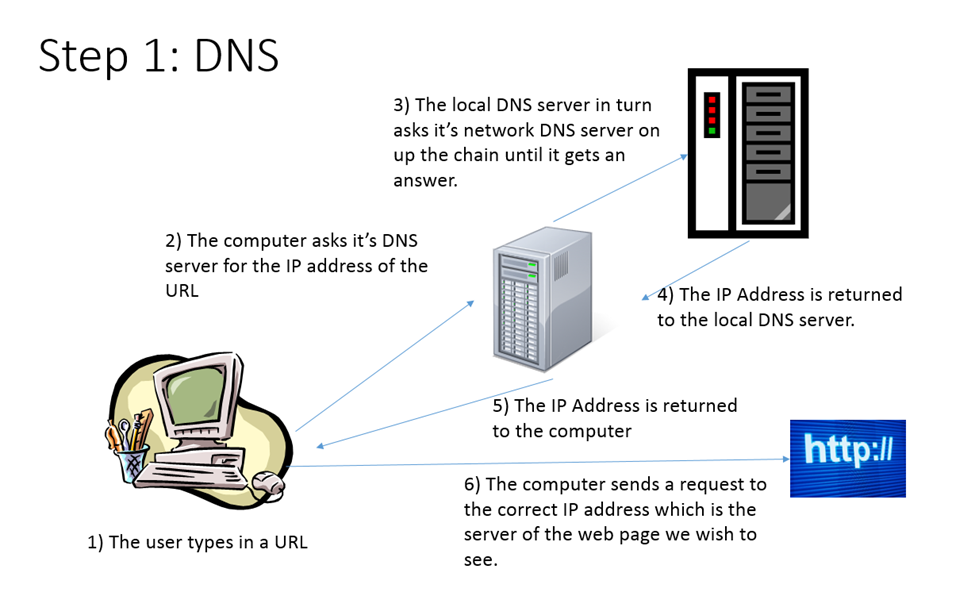 Step 1: DNS
3) The local DNS server in turn
asks it’s network DNS server on
up the chain until it gets an
answer.
2) The computer asks it’s DNS
server for the IP address of the
URL
4) The IP Address is returned
to the local DNS server.
5) The IP Address is returned
to the computer
http://
6) The computer sends a request to
the correct IP address which is the
server of the web page we wish to
see.
1) The user types in a URL